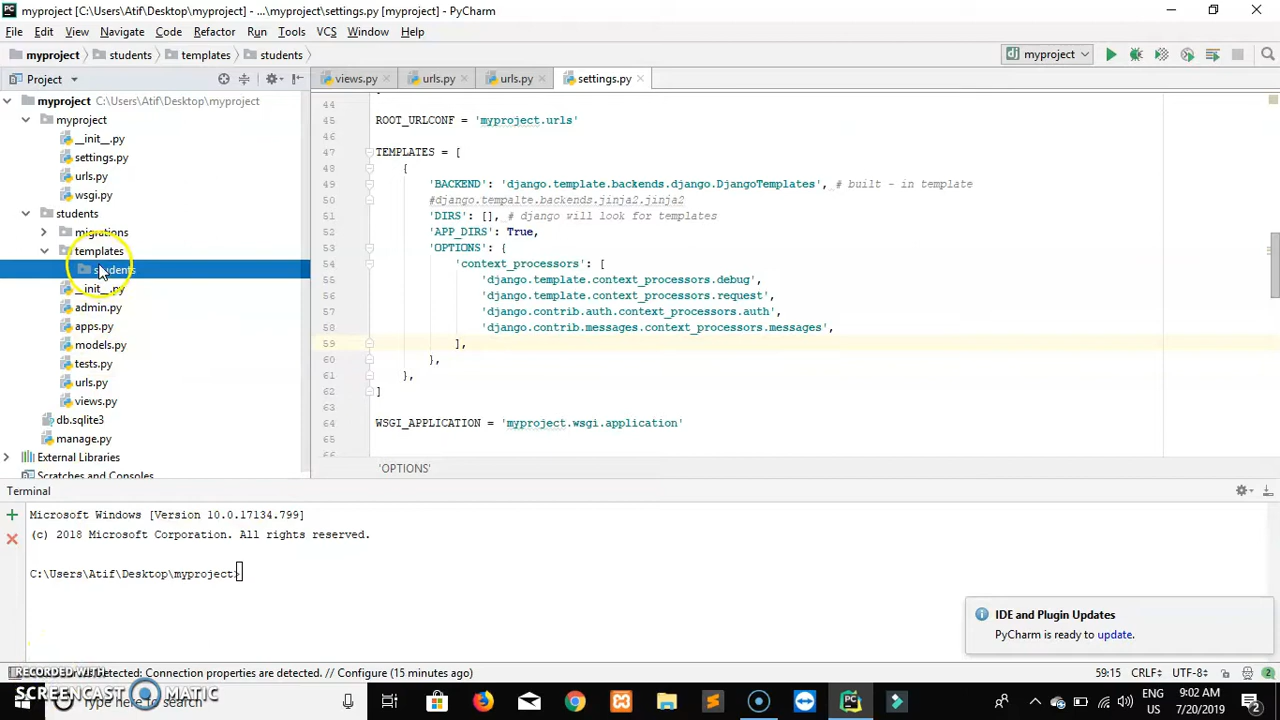 myproject [C:\Users\Atif\Desktop\myproject] - ...\myproject\settings.py [myproject] - PyCharm
File Edit View Navigate Code Refactor Run Tools VCS Window Help
myproject students templates students myproject
Project views.py urls.py urls.py settings.py
myproject C:\Users\Atif\Desktop\myproject
myproject
__init__.py
settings.py
urls.py
wsgi.py
students
migrations
templates
students
__init__.py
admin.py
apps.py
models.py
tests.py
urls.py
views.py
db.sqlite3
manage.py
External Libraries
Scratches and Consoles
44
45 ROOT_URLCONF = 'myproject.urls'
46
47 TEMPLATES = [
48 {
49 'BACKEND': 'django.template.backends.django.DjangoTemplates', # built - in template
50 #django.tempalte.backends.jinja2.jinja2
51 'DIRS': [], # django will look for templates
52 'APP_DIRS': True,
53 'OPTIONS': {
54 'context_processors': [
55 'django.template.context_processors.debug',
56 'django.template.context_processors.request',
57 'django.contrib.auth.context_processors.auth',
58 'django.contrib.messages.context_processors.messages',
59 ],
60 },
61 },
62 ]
63
64 WSGI_APPLICATION = 'myproject.wsgi.application'
65
'OPTIONS'
Terminal
Microsoft Windows [Version 10.0.17134.799]
(c) 2018 Microsoft Corporation. All rights reserved.
C:\Users\Atif\Desktop\myproject>
IDE and Plugin Updates
PyCharm is ready to update.
Detected: Connection properties are detected. // Configure (15 minutes ago) 59:15 CRLF UTF-8
RECORDED WITH
SCREENCAST MATIC
Type here to search
ENG
US
9:02 AM
7/20/2019
2